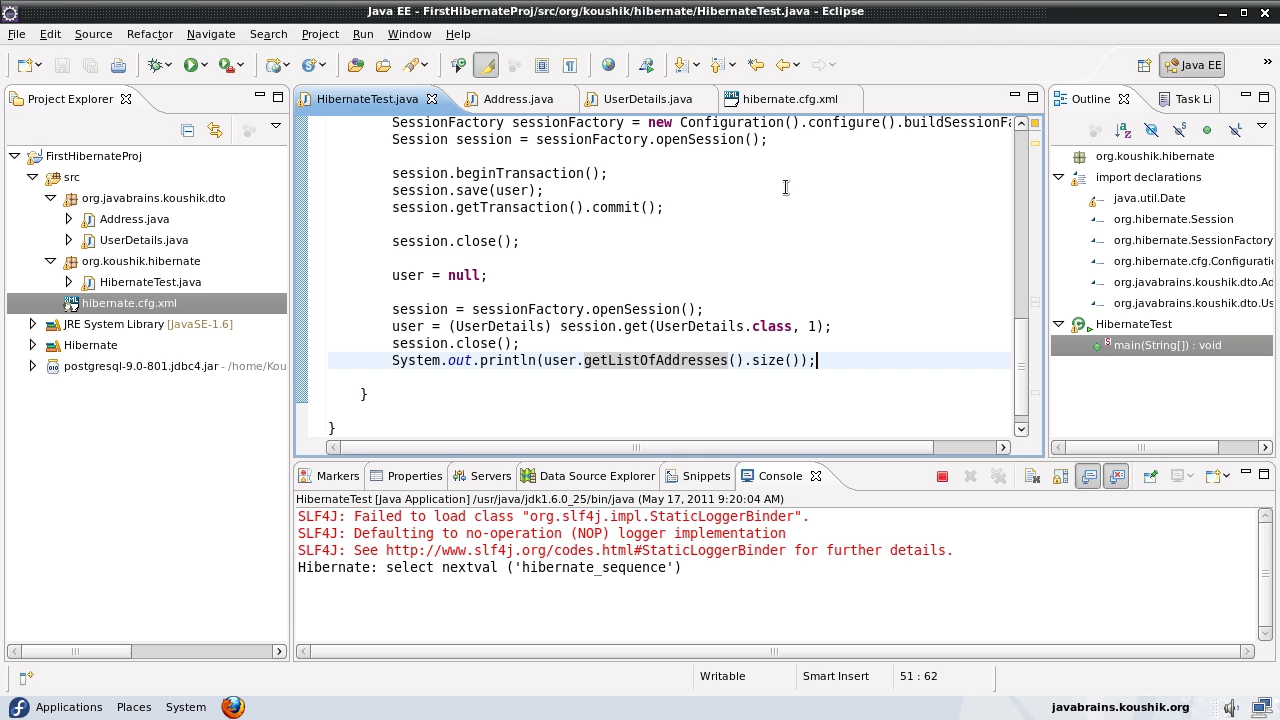 Java EE - FirstHibernateProj/src/org/koushik/hibernate/HibernateTest.java - Eclipse
File Edit Source Refactor Navigate Search Project Run Window Help
Java EE
Project Explorer
FirstHibernateProj
src
org.javabrains.koushik.dto
Address.java
UserDetails.java
org.koushik.hibernate
HibernateTest.java
hibernate.cfg.xml
JRE System Library [JavaSE-1.6]
Hibernate
postgresql-9.0-801.jdbc4.jar - /home/Kou
HibernateTest.java Address.java UserDetails.java hibernate.cfg.xml
SessionFactory sessionFactory = new Configuration().configure().buildSessionFa
Session session = sessionFactory.openSession();
session.beginTransaction();
session.save(user);
session.getTransaction().commit();
session.close();
user = null;
session = sessionFactory.openSession();
user = (UserDetails) session.get(UserDetails.class, 1);
session.close();
System.out.println(user.getListOfAddresses().size());
}
}
Outline Task Li
org.koushik.hibernate
import declarations
java.util.Date
org.hibernate.Session
org.hibernate.SessionFactory
org.hibernate.cfg.Configurati
org.javabrains.koushik.dto.Ad
org.javabrains.koushik.dto.Us
HibernateTest
main(String[]) : void
Markers Properties Servers Data Source Explorer Snippets Console
HibernateTest [Java Application] /usr/java/jdk1.6.0_25/bin/java (May 17, 2011 9:20:04 AM)
SLF4J: Failed to load class "org.slf4j.impl.StaticLoggerBinder".
SLF4J: Defaulting to no-operation (NOP) logger implementation
SLF4J: See http://www.slf4j.org/codes.html#StaticLoggerBinder for further details.
Hibernate: select nextval ('hibernate_sequence')
Writable Smart Insert 51 : 62
Applications Places System javabrains.koushik.org